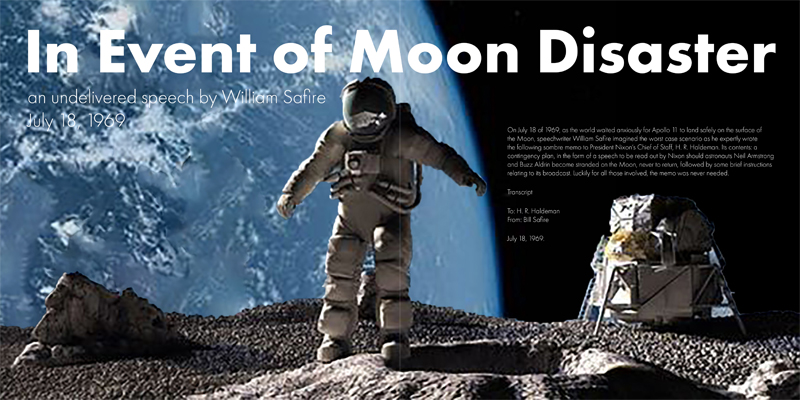 In Event of Moon Disaster
an undelivered speech by William Safire
July 18, 1969
On July 18 of 1969, as the world waited anxiously for Apollo 11 to land safely on the surface of
the Moon, speechwriter William Safire imagined the worst case scenario as he expertly wrote
the following sombre memo to President Nixon's Chief of Staff, H. R. Haldeman. Its contents: a
contingency plan, in the form of a speech to be read out by Nixon should astronauts Neil Armstrong
and Buzz Aldrin become stranded on the Moon, never to return, followed by some brief instructions
relating to its broadcast. Luckily for all those involved, the memo was never needed.
Transcript
To: H. R. Haldeman
From: Bill Safire
July 18, 1969.